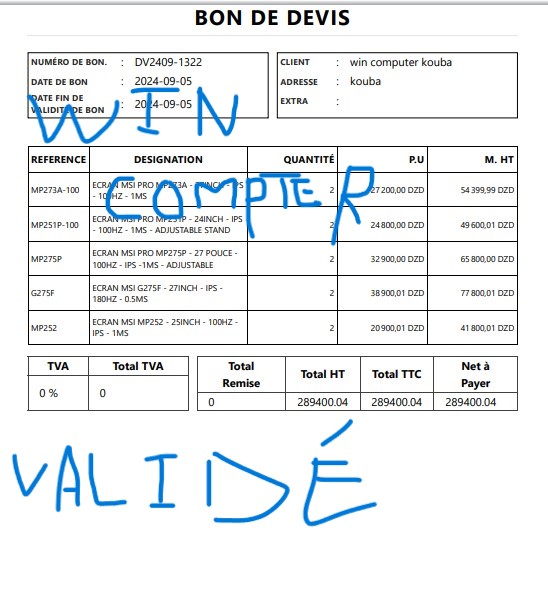 BON DE DEVIS
NUMÉRO DE BON. : DV2409-1322
DATE DE BON : 2024-09-05
DATE FIN DE VALIDITÉ DE BON : 2024-09-05
CLIENT : win computer kouba
ADRESSE : kouba
EXTRA :
WIN
COMPTER
REFERENCE DESIGNATION QUANTITÉ P.U M. HT
MP273A-100 ECRAN MSI PRO MP273A - 27INCH - IPS 2 27 200,00 DZD 54 399,99 DZD
- 100HZ - 1MS
MP251P-100 ECRAN MSI PRO MP251P - 24INCH - IPS 2 24 800,00 DZD 49 600,01 DZD
- 100HZ - 1MS - ADJUSTABLE STAND
MP275P ECRAN MSI PRO MP275P - 27 POUCE - 2 32 900,00 DZD 65 800,00 DZD
100HZ - IPS -1MS - ADJUSTABLE
G275F ECRAN MSI G275F - 27INCH - IPS - 2 38 900,01 DZD 77 800,01 DZD
180HZ - 0.5MS
MP252 ECRAN MSI MP252 - 25INCH - 100HZ - 2 20 900,01 DZD 41 800,01 DZD
IPS - 1MS
TVA Total TVA
0 % 0
Total Remise Total HT Total TTC Net à Payer
0 289400.04 289400.04 289400.04
VALIDÉ